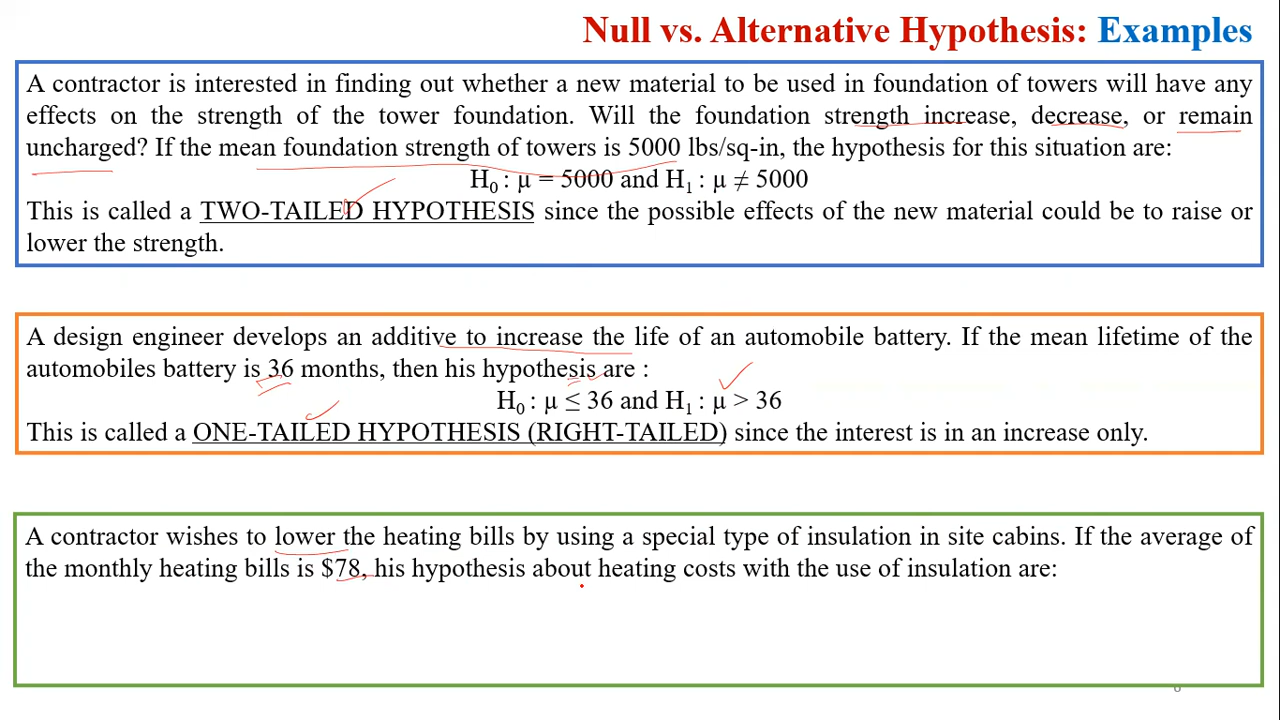 Null vs. Alternative Hypothesis: Examples
A contractor is interested in finding out whether a new material to be used in foundation of towers will have any
effects on the strength of the tower foundation. Will the foundation strength increase, decrease, or remain
uncharged? If the mean foundation strength of towers is 5000 lbs/sq-in, the hypothesis for this situation are:
H₀ : μ = 5000 and H₁ : μ ≠ 5000
This is called a TWO-TAILED HYPOTHESIS since the possible effects of the new material could be to raise or
lower the strength.
A design engineer develops an additive to increase the life of an automobile battery. If the mean lifetime of the
automobiles battery is 36 months, then his hypothesis are :
H₀ : μ ≤ 36 and H₁ : μ > 36
This is called a ONE-TAILED HYPOTHESIS (RIGHT-TAILED) since the interest is in an increase only.
A contractor wishes to lower the heating bills by using a special type of insulation in site cabins. If the average of
the monthly heating bills is $78, his hypothesis about heating costs with the use of insulation are: